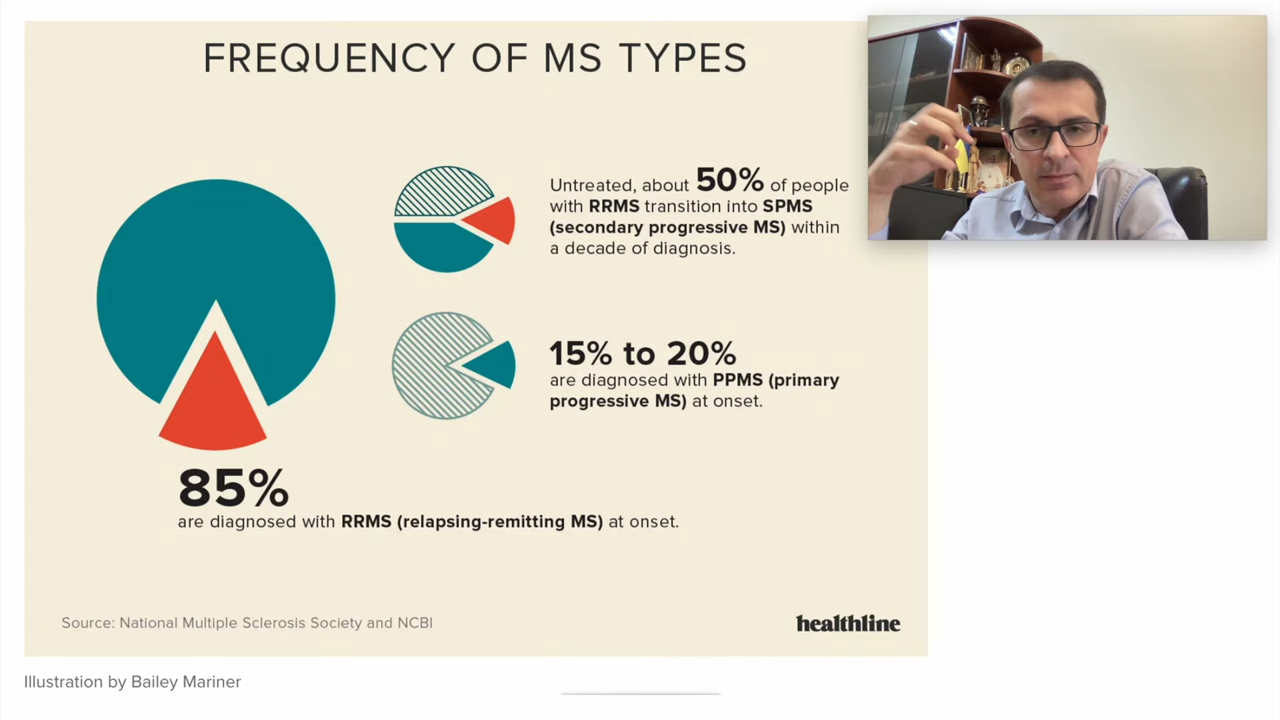 FREQUENCY OF MS TYPES
Untreated, about 50% of people
with RRMS transition into SPMS
(secondary progressive MS) within
a decade of diagnosis.
15% to 20%
are diagnosed with PPMS (primary
progressive MS) at onset.
85%
are diagnosed with RRMS (relapsing-remitting MS) at onset.
Source: National Multiple Sclerosis Society and NCBI
healthline
Illustration by Bailey Mariner